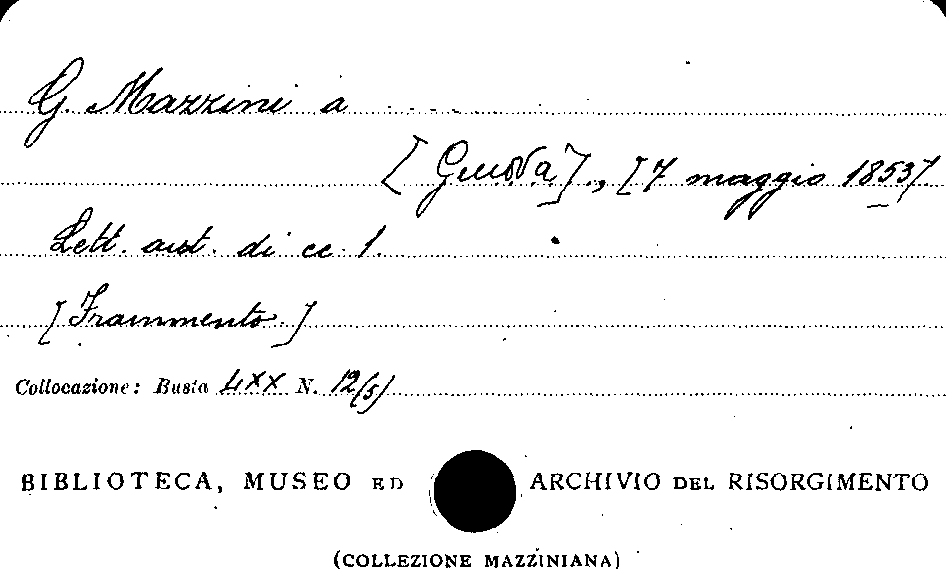 G. Mazzini a . . . . .
[Genova], [7 maggio 1853].
Lett. aut. di cc. 1.
[Frammento.]
Collocazione: Busta LXX N. 12/5)
BIBLIOTECA, MUSEO ED ARCHIVIO DEL RISORGIMENTO
(COLLEZIONE MAZZINIANA)